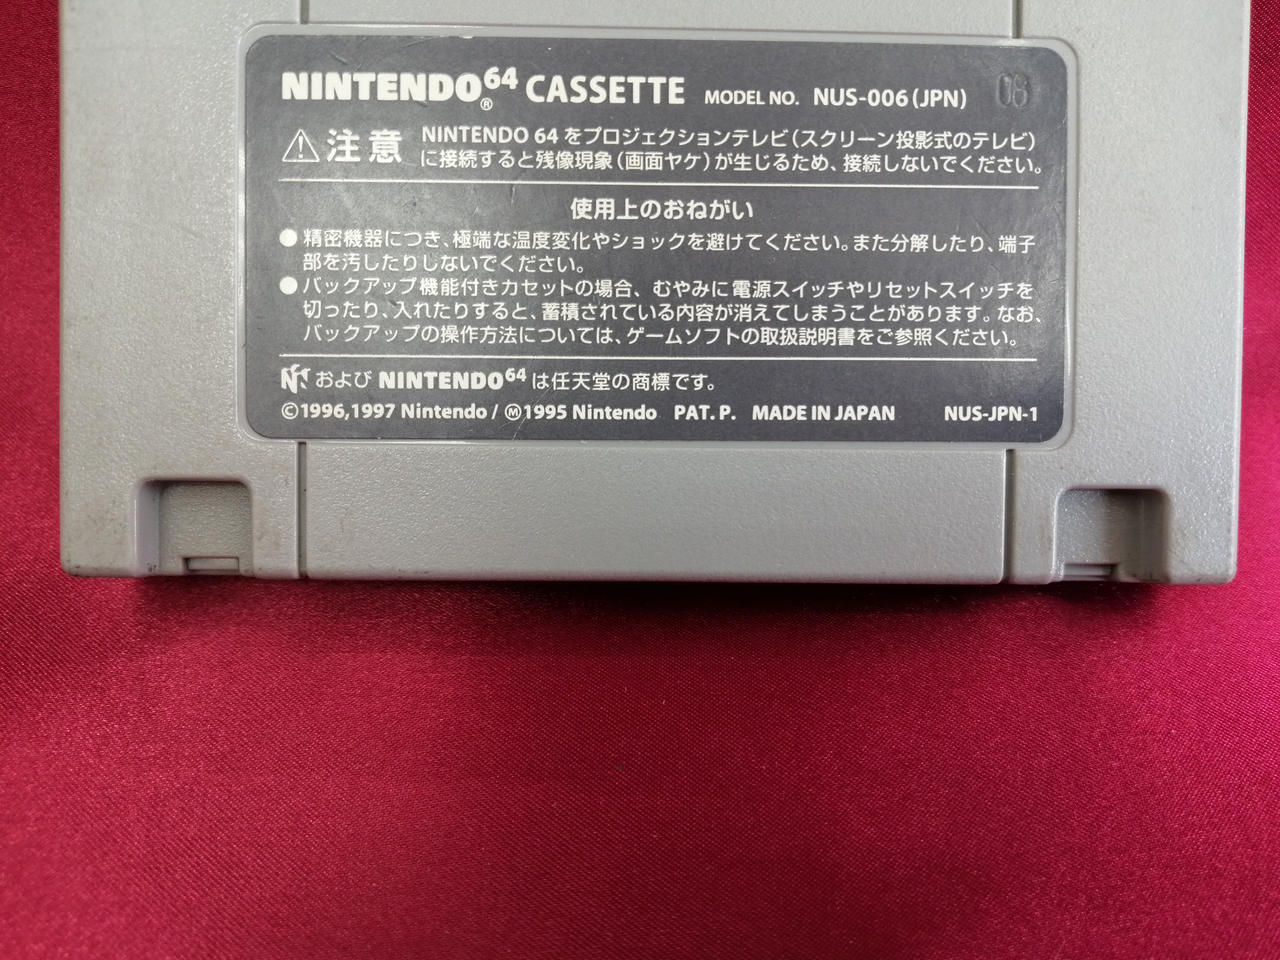 NINTENDO64® CASSETTE MODEL NO. NUS-006(JPN) 08
⚠注意 NINTENDO 64 をプロジェクションテレビ(スクリーン投影式のテレビ)
に接続すると残像現象(画面ヤケ)が生じるため、接続しないでください。
使用上のおねがい
●精密機器につき、極端な温度変化やショックを避けてください。また分解したり、端子
部を汚したりしないでください。
●バックアップ機能付きカセットの場合、むやみに電源スイッチやリセットスイッチを
切ったり、入れたりすると、蓄積されている内容が消えてしまうことがあります。なお、
バックアップの操作方法については、ゲームソフトの取扱説明書をご参照ください。
および NINTENDO64 は任天堂の商標です。
©1996,1997 Nintendo / Ⓜ1995 Nintendo PAT. P. MADE IN JAPAN NUS-JPN-1